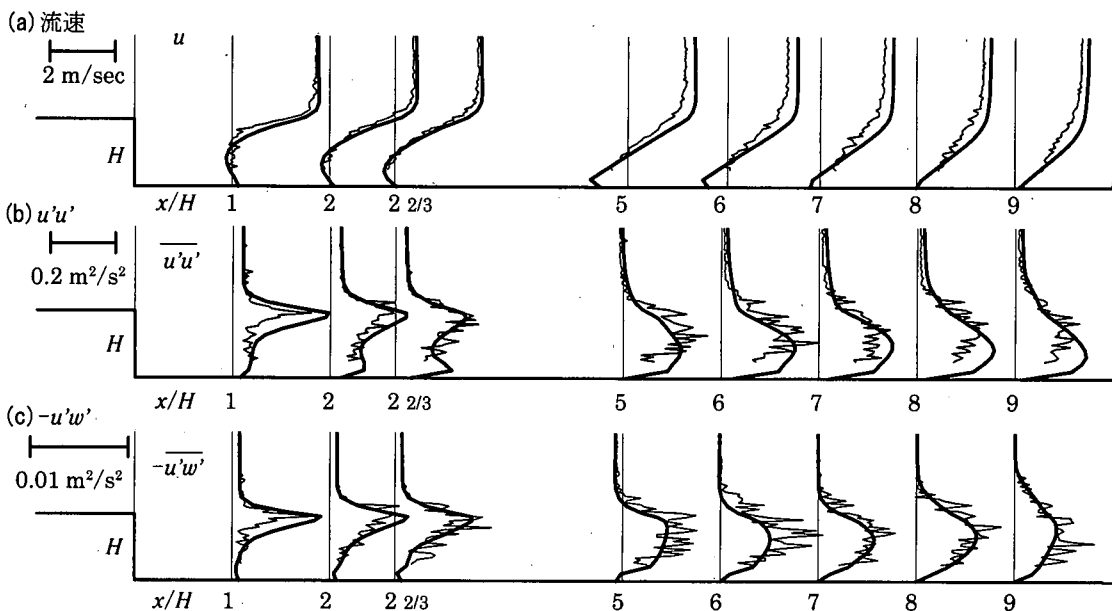 (a) 流速
u
2 m/sec
H
x/H 1 2 2 2/3 5 6 7 8 9
(b) u'u'
u'u'
0.2 m²/s²
H
x/H 1 2 2 2/3 5 6 7 8 9
(c) -u'w'
-u'w'
0.01 m²/s²
H
x/H 1 2 2 2/3 5 6 7 8 9